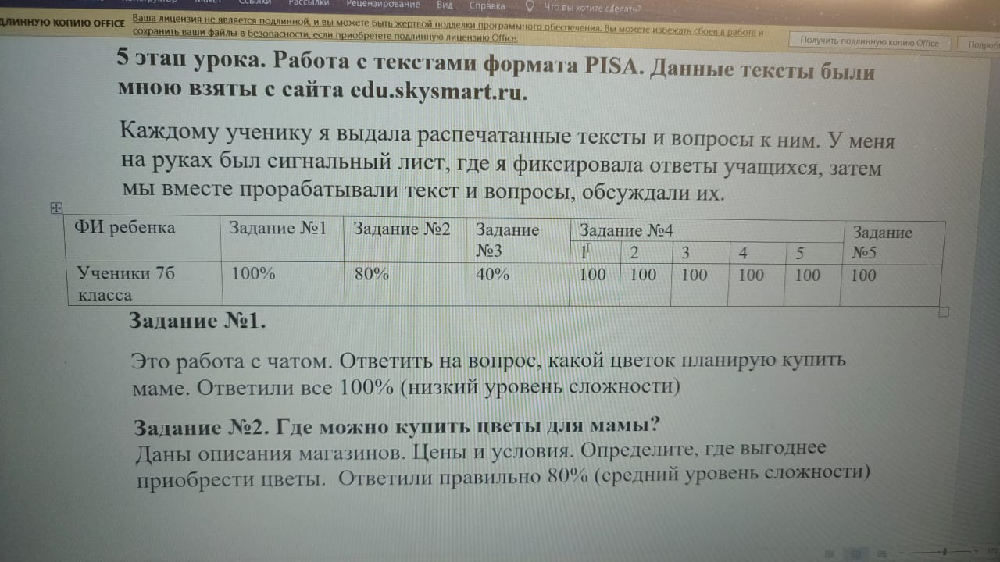 Ссылки Рассылки Рецензирование Вид Справка Что вы хотите сделать?
ДЛИННУЮ КОПИЮ OFFICE Ваша лицензия не является подлинной, и вы можете быть жертвой подделки программного обеспечения. Вы можете избежать сбоев в работе и
сохранить ваши файлы в безопасности, если приобретете подлинную лицензию Office. Получить подлинную копию Office
5 этап урока. Работа с текстами формата PISA. Данные тексты были
мною взяты с сайта edu.skysmart.ru.
Каждому ученику я выдала распечатанные тексты и вопросы к ним. У меня
на руках был сигнальный лист, где я фиксировала ответы учащихся, затем
мы вместе прорабатывали текст и вопросы, обсуждали их.
ФИ ребенка Задание №1 Задание №2 Задание №3 Задание №4 Задание №5
1 2 3 4 5
Ученики 7б класса 100% 80% 40% 100 100 100 100 100 100
Задание №1.
Это работа с чатом. Ответить на вопрос, какой цветок планирую купить
маме. Ответили все 100% (низкий уровень сложности)
Задание №2. Где можно купить цветы для мамы?
Даны описания магазинов. Цены и условия. Определите, где выгоднее
приобрести цветы. Ответили правильно 80% (средний уровень сложности)